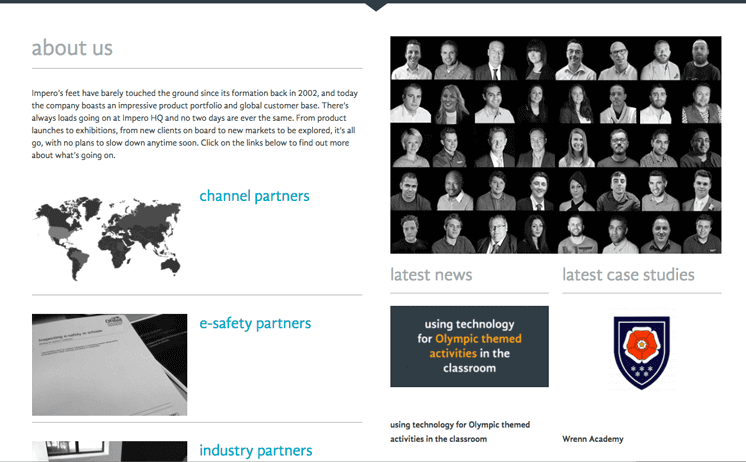 about us
Impero's feet have barely touched the ground since its formation back in 2002, and today
the company boasts an impressive product portfolio and global customer base. There's
always loads going on at Impero HQ and no two days are ever the same. From product
launches to exhibitions, from new clients on board to new markets to be explored, it's all
go, with no plans to slow down anytime soon. Click on the links below to find out more
about what's going on.
channel partners
e-safety partners
industry partners
latest news
using technology
for Olympic themed
activities in the
classroom
using technology for Olympic themed
activities in the classroom
latest case studies
Wrenn Academy